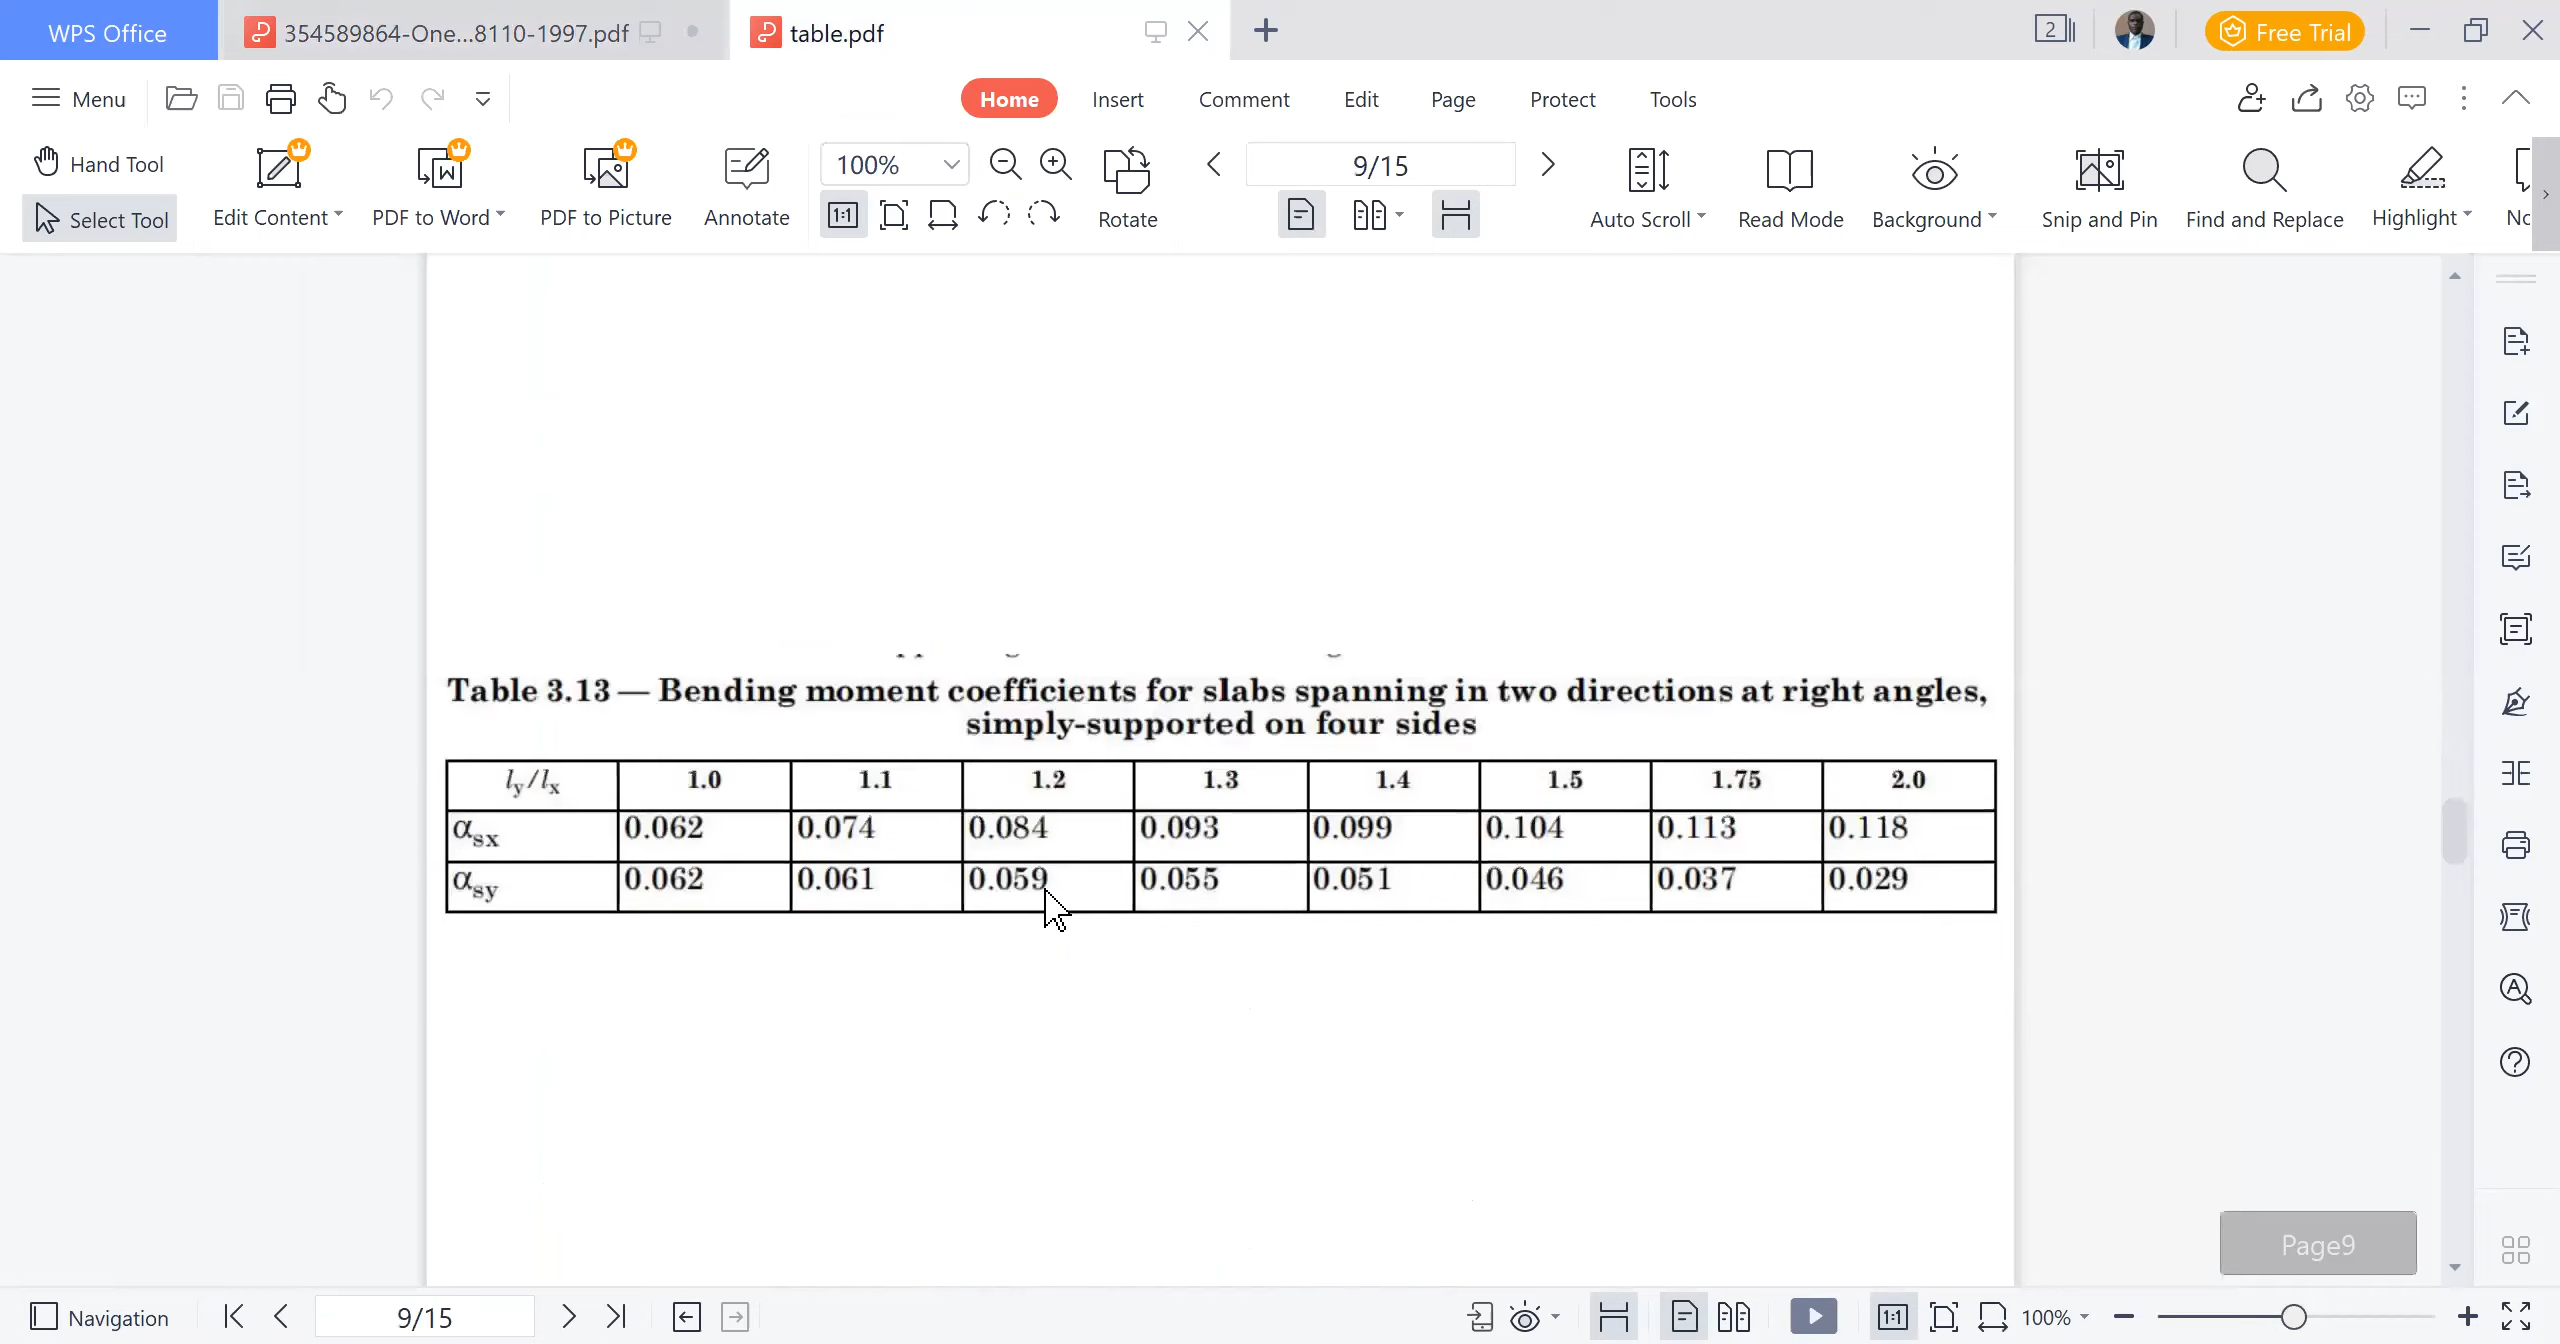 WPS Office 354589864-One...8110-1997.pdf table.pdf 2 Free Trial
Menu Home Insert Comment Edit Page Protect Tools
Hand Tool 100% 9/15
Select Tool Edit Content PDF to Word PDF to Picture Annotate 1:1 Rotate Auto Scroll Read Mode Background Snip and Pin Find and Replace Highlight
Table 3.13 — Bending moment coefficients for slabs spanning in two directions at right angles,
simply-supported on four sides
ly/lx 1.0 1.1 1.2 1.3 1.4 1.5 1.75 2.0
αsx 0.062 0.074 0.084 0.093 0.099 0.104 0.113 0.118
αsy 0.062 0.061 0.059 0.055 0.051 0.046 0.037 0.029
Page9
Navigation 9/15 1:1 100%